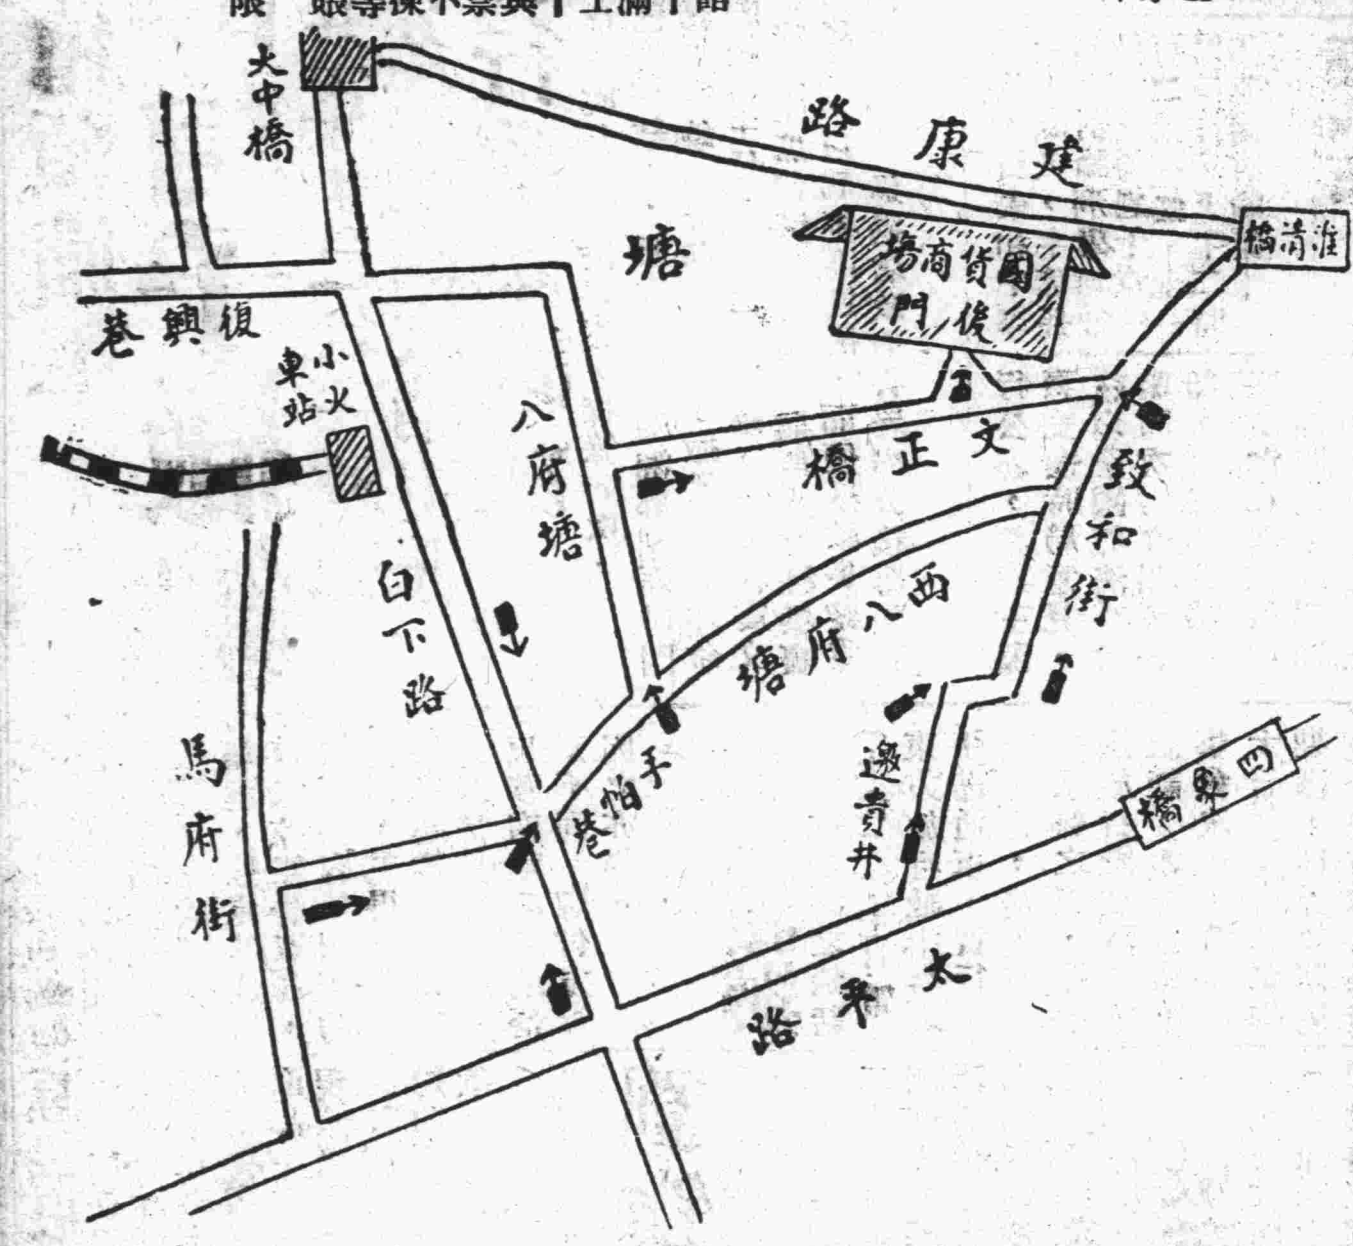 大中橋
建康路
淮清橋
塘
國貨商場
後門
復興巷
小火車站
八府塘
文正橋
致和街
白下路
西八府塘
馬府街
手帕巷
邀貴井
四界橋
太平路